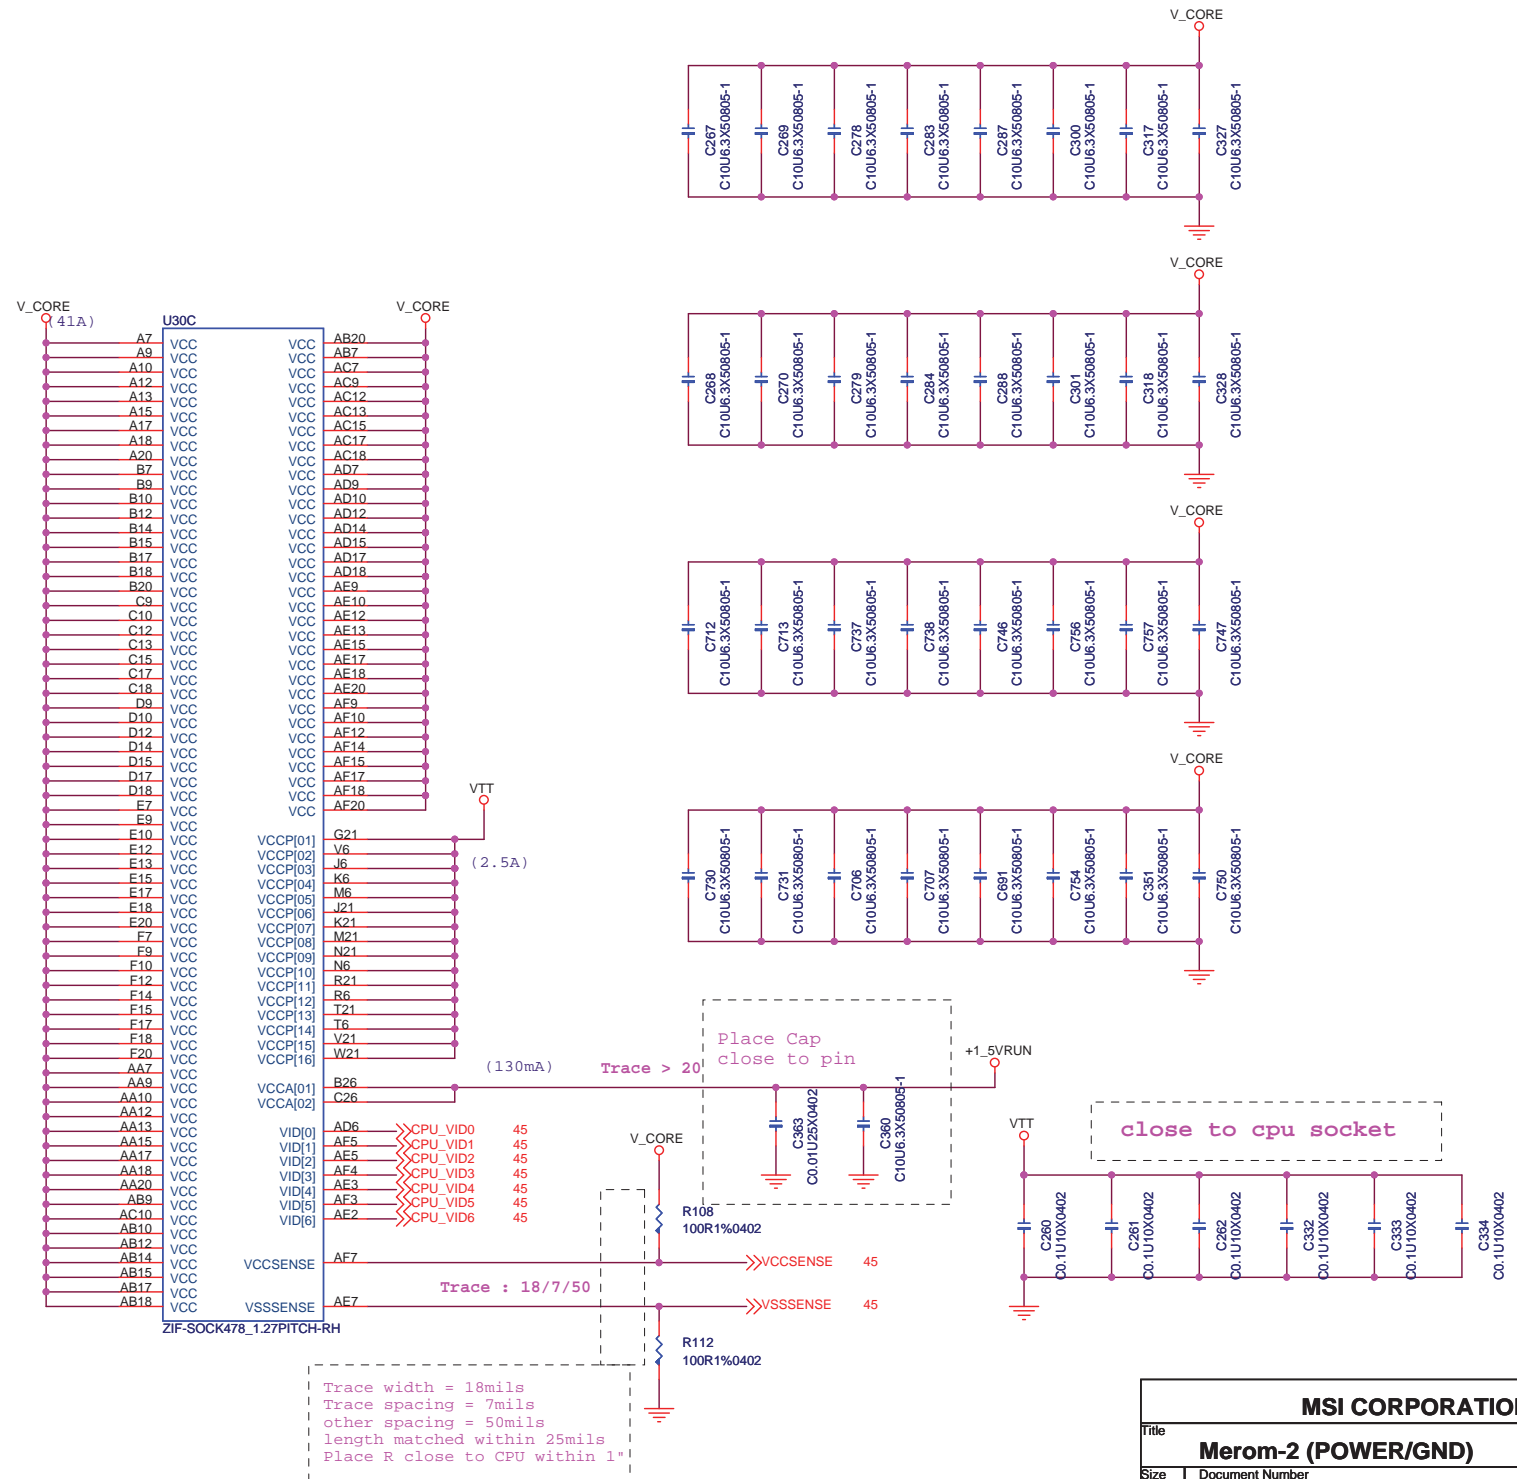 V_CORE
C267
C10U6.3X50805-1
C269
C10U6.3X50805-1
C278
C10U6.3X50805-1
C283
C10U6.3X50805-1
C287
C10U6.3X50805-1
C300
C10U6.3X50805-1
C317
C10U6.3X50805-1
C327
C10U6.3X50805-1
V_CORE
C268
C10U6.3X50805-1
C270
C10U6.3X50805-1
C279
C10U6.3X50805-1
C284
C10U6.3X50805-1
C288
C10U6.3X50805-1
C301
C10U6.3X50805-1
C318
C10U6.3X50805-1
C328
C10U6.3X50805-1
V_CORE
C712
C10U6.3X50805-1
C713
C10U6.3X50805-1
C737
C10U6.3X50805-1
C738
C10U6.3X50805-1
C746
C10U6.3X50805-1
C756
C10U6.3X50805-1
C757
C10U6.3X50805-1
C747
C10U6.3X50805-1
V_CORE
C730
C10U6.3X50805-1
C731
C10U6.3X50805-1
C706
C10U6.3X50805-1
C707
C10U6.3X50805-1
C691
C10U6.3X50805-1
C754
C10U6.3X50805-1
C351
C10U6.3X50805-1
C750
C10U6.3X50805-1
V_CORE
(41A)
U30C
V_CORE
A7 VCC VCC AB20
A9 VCC VCC AB7
A10 VCC VCC AC7
A12 VCC VCC AC9
A13 VCC VCC AC12
A15 VCC VCC AC13
A17 VCC VCC AC15
A18 VCC VCC AC17
A20 VCC VCC AC18
B7 VCC VCC AD7
B9 VCC VCC AD9
B10 VCC VCC AD10
B12 VCC VCC AD12
B14 VCC VCC AD14
B15 VCC VCC AD15
B17 VCC VCC AD17
B18 VCC VCC AD18
B20 VCC VCC AE9
C9 VCC VCC AE10
C10 VCC VCC AE12
C12 VCC VCC AE13
C13 VCC VCC AE15
C15 VCC VCC AE17
C17 VCC VCC AE18
C18 VCC VCC AE20
D9 VCC VCC AF9
D10 VCC VCC AF10
D12 VCC VCC AF12
D14 VCC VCC AF14
D15 VCC VCC AF15
D17 VCC VCC AF17
D18 VCC VCC AF18
E7 VCC VCC AF20
E9 VCC
VTT
E10 VCC VCCP[01] G21
E12 VCC VCCP[02] V6
E13 VCC VCCP[03] J6
(2.5A)
E15 VCC VCCP[04] K6
E17 VCC VCCP[05] M6
E18 VCC VCCP[06] J21
E20 VCC VCCP[07] K21
F7 VCC VCCP[08] M21
F9 VCC VCCP[09] N21
F10 VCC VCCP[10] N6
F12 VCC VCCP[11] R21
F14 VCC VCCP[12] R6
F15 VCC VCCP[13] T21
F17 VCC VCCP[14] T6
F18 VCC VCCP[15] V21
F20 VCC VCCP[16] W21
AA7 VCC
(130mA)
Trace > 20
AA9 VCC VCCA[01] B26
AA10 VCC VCCA[02] C26
AA12 VCC
AA13 VCC VID[0] AD6 CPU_VID0 45
AA15 VCC VID[1] AF5 CPU_VID1 45
AA17 VCC VID[2] AE5 CPU_VID2 45
AA18 VCC VID[3] AF4 CPU_VID3 45
AA20 VCC VID[4] AE3 CPU_VID4 45
AB9 VCC VID[5] AF3 CPU_VID5 45
AC10 VCC VID[6] AE2 CPU_VID6 45
AB10 VCC
AB12 VCC
AB14 VCC VCCSENSE AF7 VCCSENSE 45
AB15 VCC
AB17 VCC
AB18 VCC VSSSENSE AE7 VSSSENSE 45
ZIF-SOCK478_1.27PITCH-RH
Trace : 18/7/50
V_CORE
R108
100R1%0402
R112
100R1%0402
Place Cap
close to pin
+1_5VRUN
C363
C0.01U25X0402
C360
C10U6.3X50805-1
VTT
close to cpu socket
C260
C0.1U10X0402
C261
C0.1U10X0402
C262
C0.1U10X0402
C332
C0.1U10X0402
C333
C0.1U10X0402
C334
C0.1U10X0402
Trace width = 18mils
Trace spacing = 7mils
other spacing = 50mils
length matched within 25mils
Place R close to CPU within 1"
MSI CORPORATION
Title
Merom-2 (POWER/GND)
Size Document Number